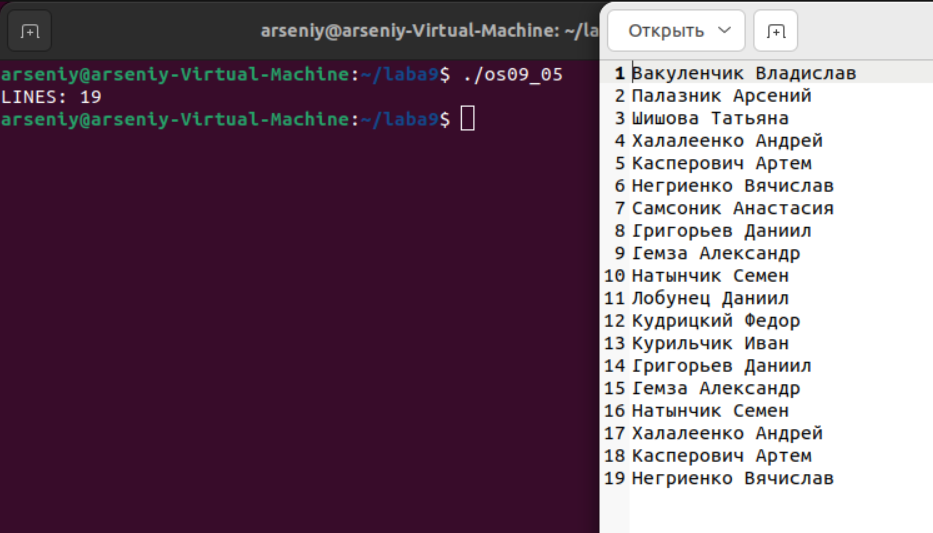 arseniy@arseniy-Virtual-Machine: ~/la
arseniy@arseniy-Virtual-Machine:~/laba9$ ./os09_05
LINES: 19
arseniy@arseniy-Virtual-Machine:~/laba9$
Открыть
1 Вакуленчик Владислав
2 Палазник Арсений
3 Шишова Татьяна
4 Халалеенко Андрей
5 Касперович Артем
6 Негриенко Вячислав
7 Самсоник Анастасия
8 Григорьев Даниил
9 Гемза Александр
10 Натынчик Семен
11 Лобунец Даниил
12 Кудрицкий Федор
13 Курильчик Иван
14 Григорьев Даниил
15 Гемза Александр
16 Натынчик Семен
17 Халалеенко Андрей
18 Касперович Артем
19 Негриенко Вячислав